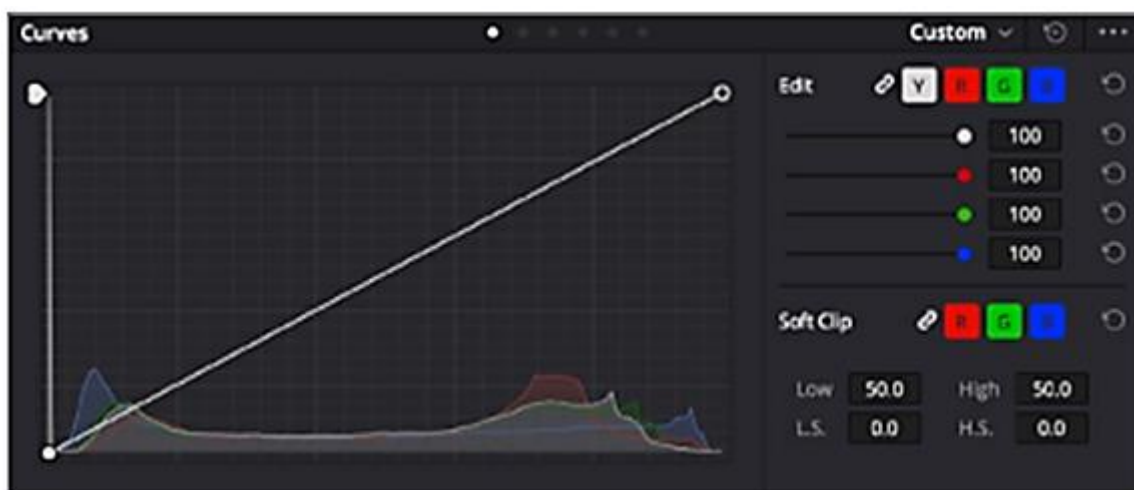 Curves Custom
Edit Y R G B
100
100
100
100
Soft Clip R G B
Low 50.0 High 50.0
L.S. 0.0 H.S. 0.0